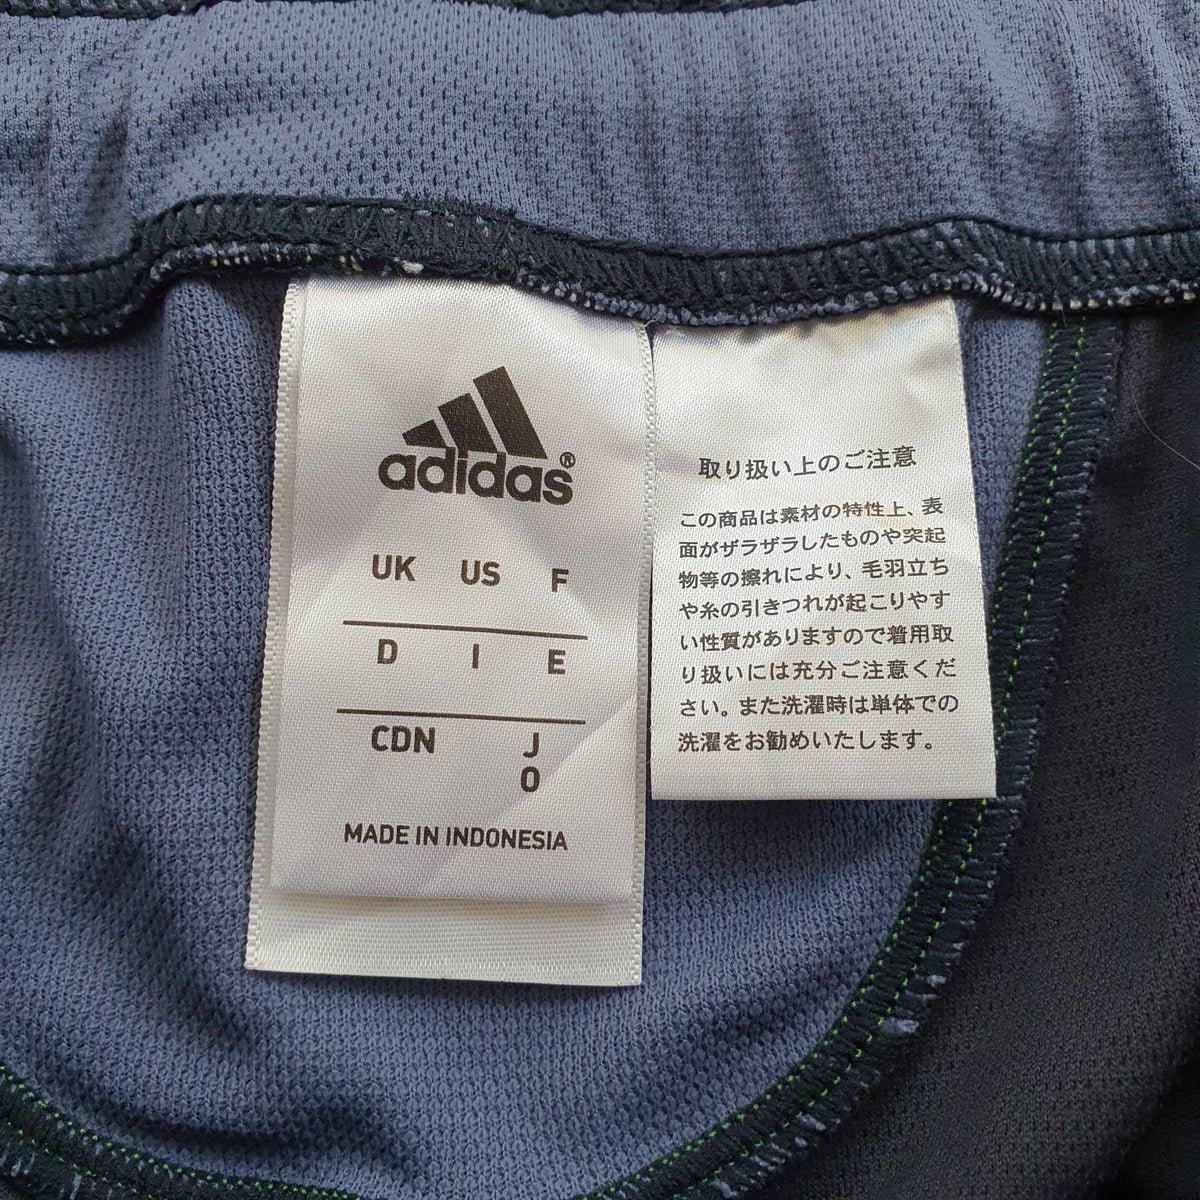 adidas®
UK US F
D I E
CDN J
O
MADE IN INDONESIA
取り扱い上のご注意
この商品は素材の特性上、表
面がザラザラしたものや突起
物等の擦れにより、毛羽立ち
や糸の引きつれが起こりやす
い性質がありますので着用取
り扱いには充分ご注意くだ
さい。また洗濯時は単体での
洗濯をお勧めいたします。